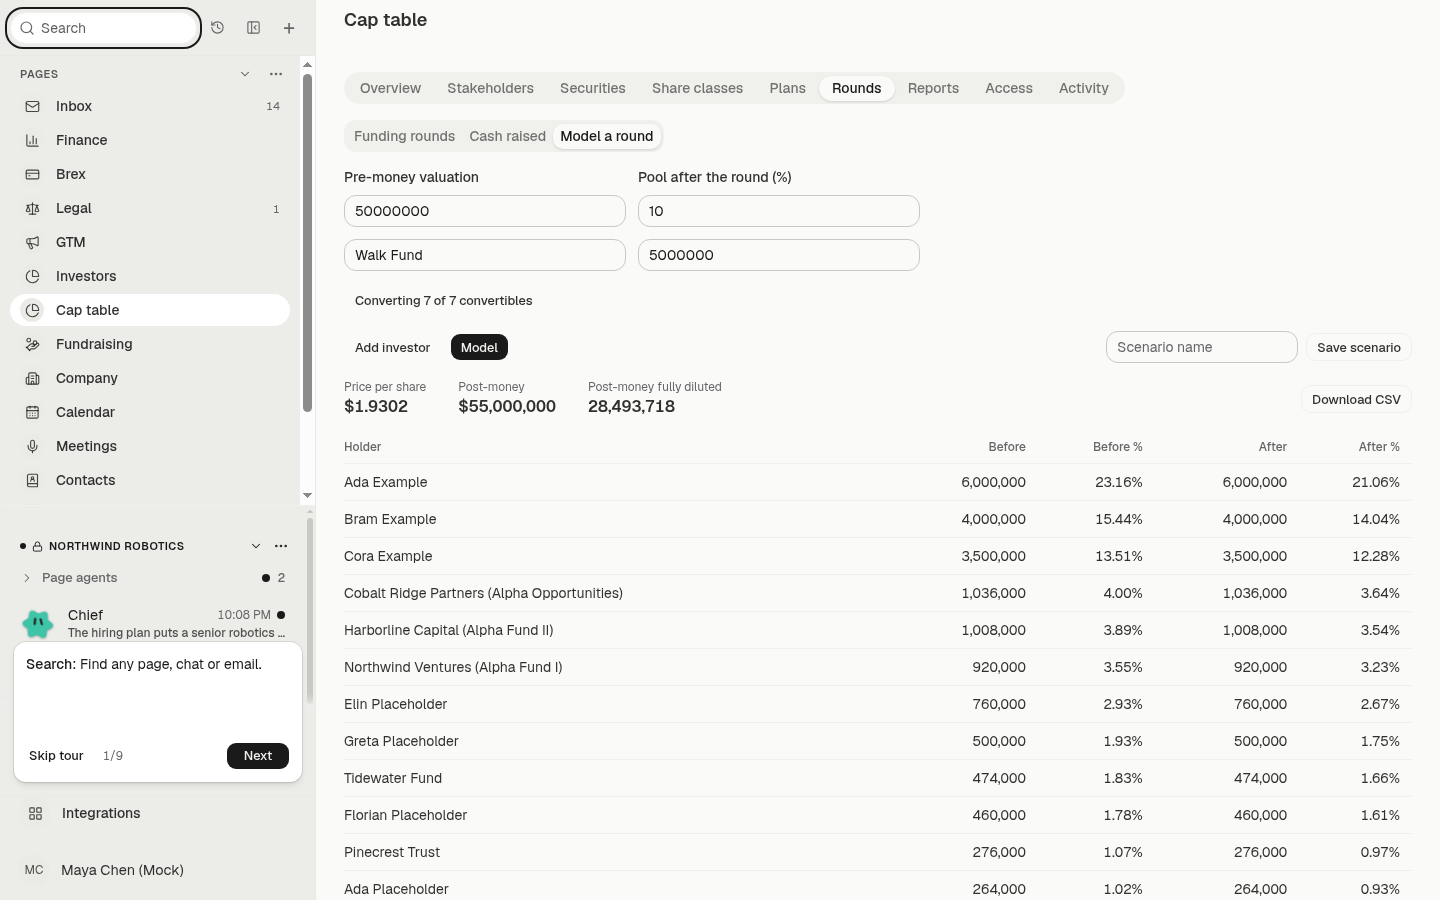 Search
PAGES
Inbox 14
Finance
Brex
Legal 1
GTM
Investors
Cap table
Fundraising
Company
Calendar
Meetings
Contacts
NORTHWIND ROBOTICS
Page agents 2
Chief 10:08 PM
The hiring plan puts a senior robotics ...
Search: Find any page, chat or email.
Skip tour 1/9 Next
Integrations
MC Maya Chen (Mock)
Cap table
Overview Stakeholders Securities Share classes Plans Rounds Reports Access Activity
Funding rounds Cash raised Model a round
Pre-money valuation Pool after the round (%)
50000000 10
Walk Fund 5000000
Converting 7 of 7 convertibles
Add investor Model Scenario name Save scenario
Price per share Post-money Post-money fully diluted
$1.9302 $55,000,000 28,493,718
Download CSV
Holder Before Before % After After %
Ada Example 6,000,000 23.16% 6,000,000 21.06%
Bram Example 4,000,000 15.44% 4,000,000 14.04%
Cora Example 3,500,000 13.51% 3,500,000 12.28%
Cobalt Ridge Partners (Alpha Opportunities) 1,036,000 4.00% 1,036,000 3.64%
Harborline Capital (Alpha Fund II) 1,008,000 3.89% 1,008,000 3.54%
Northwind Ventures (Alpha Fund I) 920,000 3.55% 920,000 3.23%
Elin Placeholder 760,000 2.93% 760,000 2.67%
Greta Placeholder 500,000 1.93% 500,000 1.75%
Tidewater Fund 474,000 1.83% 474,000 1.66%
Florian Placeholder 460,000 1.78% 460,000 1.61%
Pinecrest Trust 276,000 1.07% 276,000 0.97%
Ada Placeholder 264,000 1.02% 264,000 0.93%